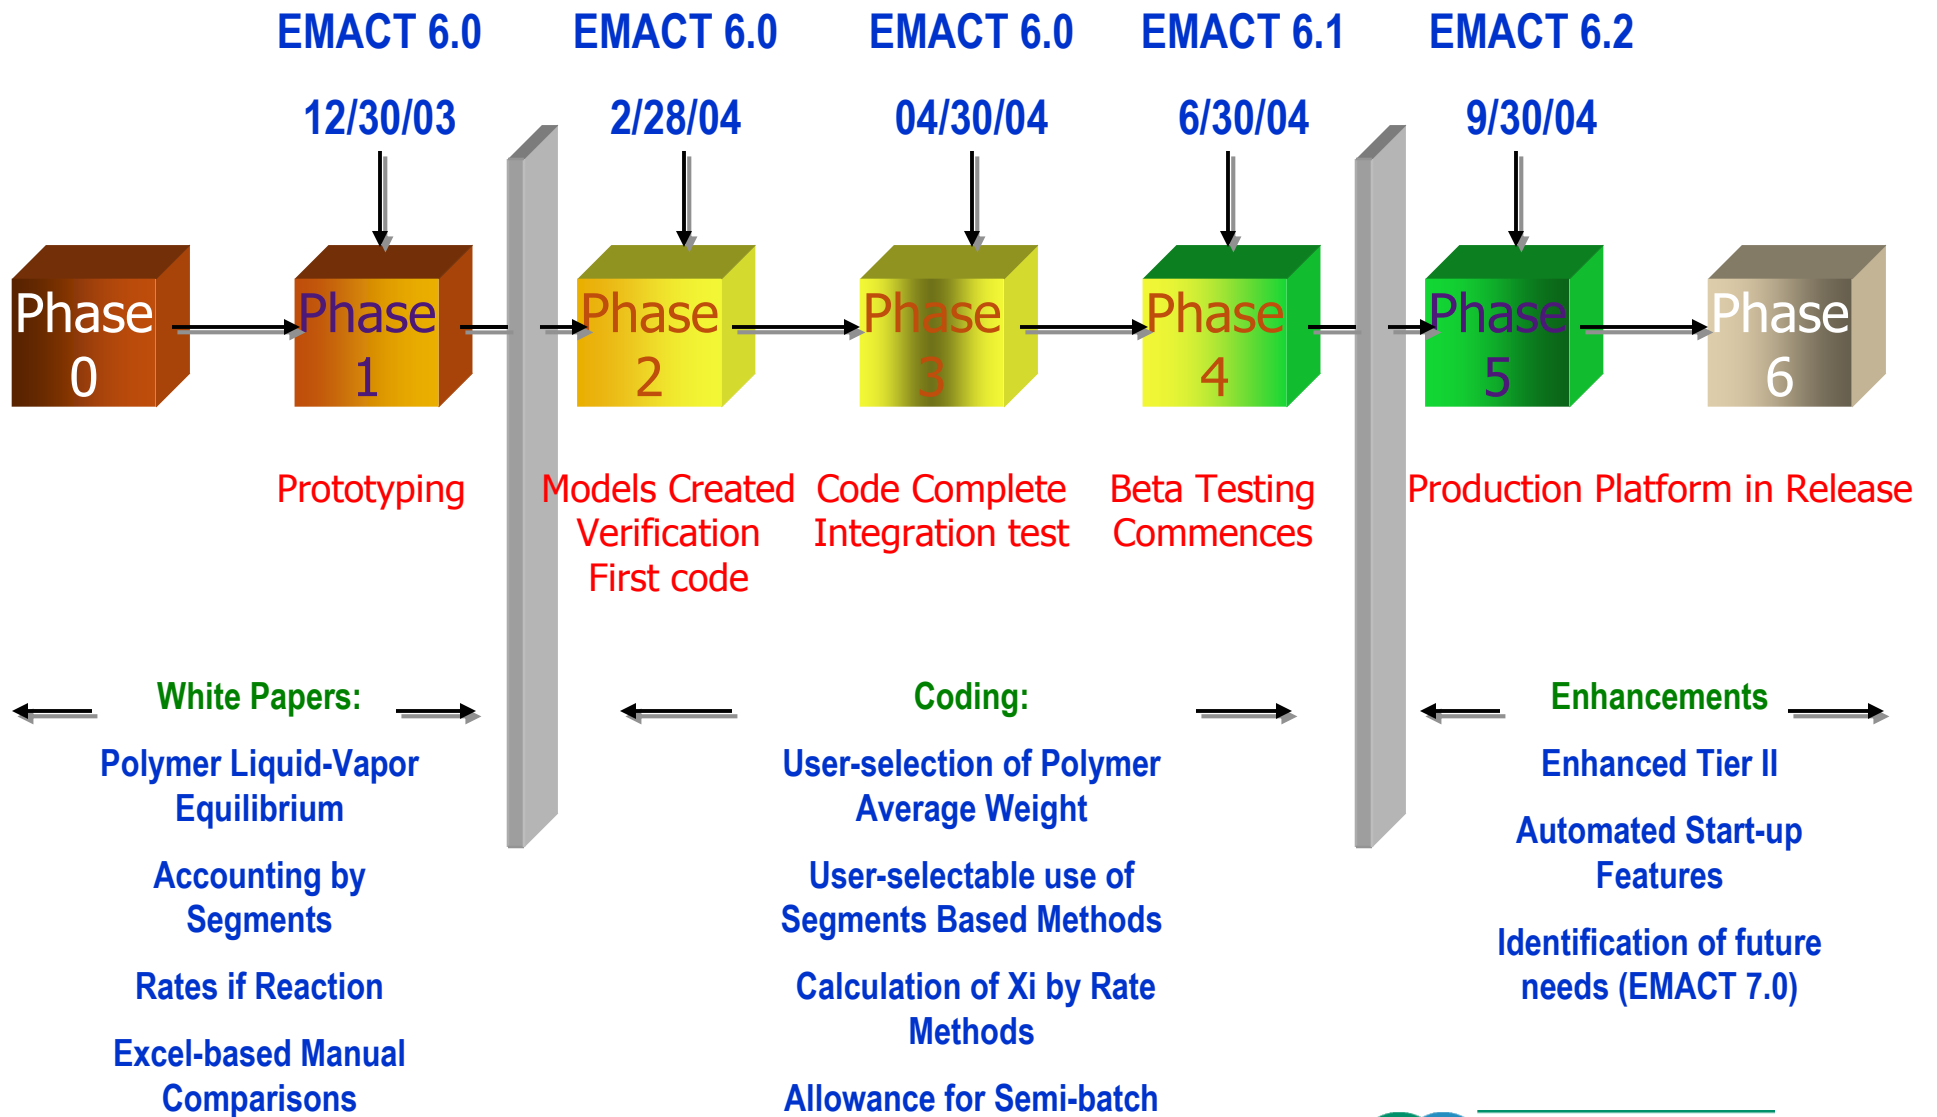 EMACT 6.0 EMACT 6.0 EMACT 6.0 EMACT 6.1 EMACT 6.2
12/30/03 2/28/04 04/30/04 6/30/04 9/30/04
Phase
0
Phase
1
Phase
2
Phase
3
Phase
4
Phase
5
Phase
6
Prototyping
Models Created
Verification
First code
Code Complete
Integration test
Beta Testing
Commences
Production Platform in Release
White Papers:
Polymer Liquid-Vapor
Equilibrium
Accounting by
Segments
Rates if Reaction
Excel-based Manual
Comparisons
Coding:
User-selection of Polymer
Average Weight
User-selectable use of
Segments Based Methods
Calculation of Xi by Rate
Methods
Allowance for Semi-batch
Enhancements
Enhanced Tier II
Automated Start-up
Features
Identification of future
needs (EMACT 7.0)